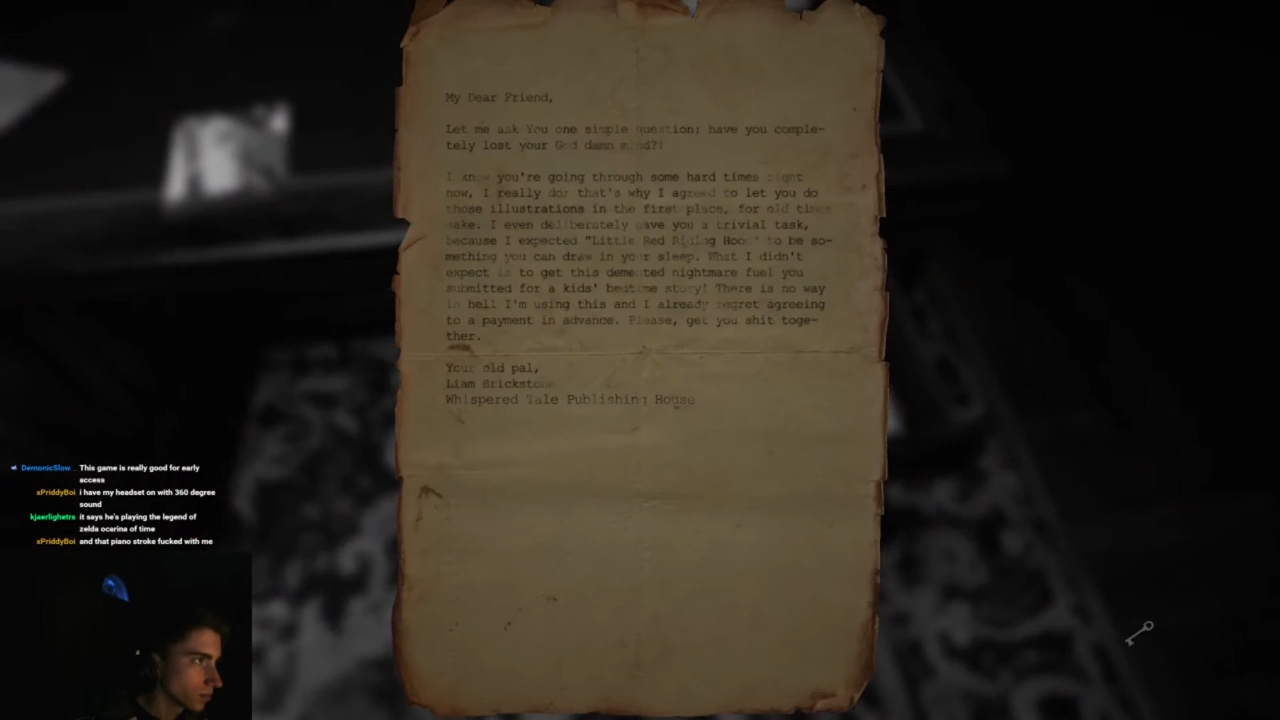 My Dear Friend,
Let me ask You one simple question: have you comple-
tely lost your God damn mind?!
I know you're going through some hard times right
now, I really do: that's why I agreed to let you do
those illustrations in the first place, for old times
sake. I even deliberately gave you a trivial task,
because I expected "Little Red Riding Hood" to be so-
mething you can draw in your sleep. What I didn't
expect is to get this demented nightmare fuel you
submitted for a kids' bedtime story! There is no way
in hell I'm using this and I already regret agreeing
to a payment in advance. Please, get you shit toge-
ther.
Your old pal,
Liam Brickstone
Whispered Tale Publishing House
DemonicSlow... This game is really good for early
access
xPriddyBoi i have my headset on with 360 degree
sound
kjaerlighetrs it says he's playing the legend of
zelda ocarina of time
xPriddyBoi and that piano stroke fucked with me